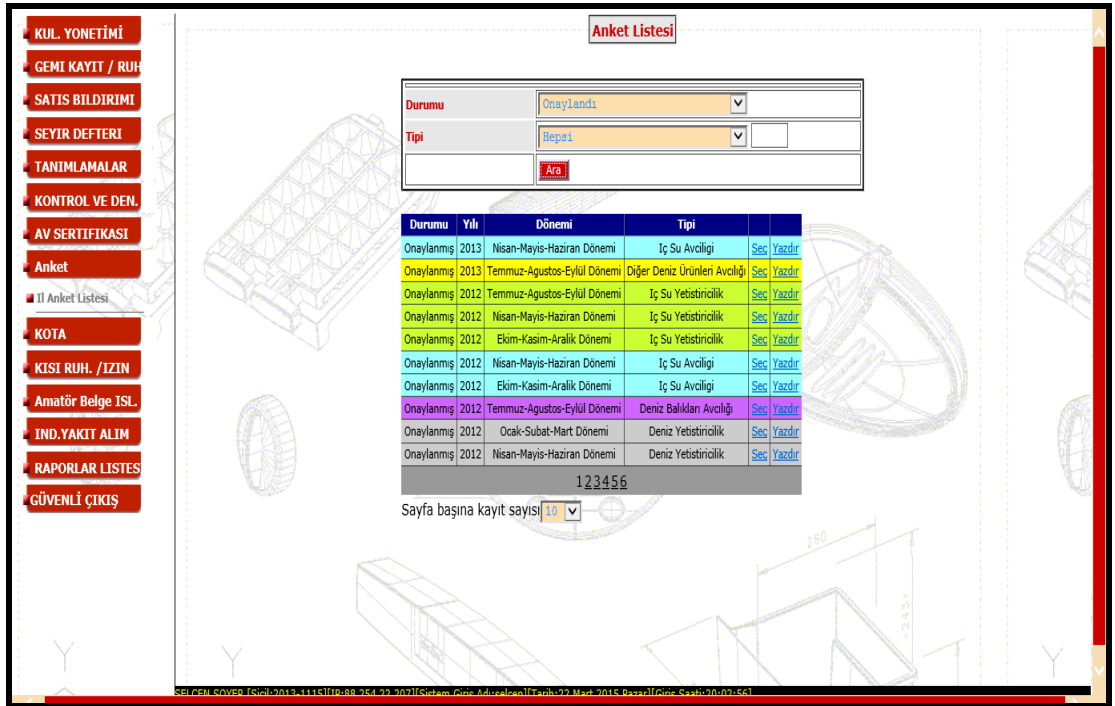 KUL. YONETİMİ
GEMI KAYIT / RUH
SATIS BILDIRIMI
SEYIR DEFTERI
TANIMLAMALAR
KONTROL VE DEN.
AV SERTIFIKASI
Anket
Il Anket Listesi
KOTA
KISI RUH. /IZIN
Amatör Belge ISL.
IND.YAKIT ALIM
RAPORLAR LISTES
GÜVENLİ ÇIKIŞ
Anket Listesi
Durumu Onaylandı
Tipi Hepsi
Ara
Durumu Yılı Dönemi Tipi
Onaylanmış 2013 Nisan-Mayis-Haziran Dönemi Iç Su Avciligi Seç Yazdır
Onaylanmış 2013 Temmuz-Agustos-Eylül Dönemi Diğer Deniz Ürünleri Avcılığı Seç Yazdır
Onaylanmış 2012 Temmuz-Agustos-Eylül Dönemi Iç Su Yetistiricilik Seç Yazdır
Onaylanmış 2012 Nisan-Mayis-Haziran Dönemi Iç Su Yetistiricilik Seç Yazdır
Onaylanmış 2012 Ekim-Kasim-Aralik Dönemi Iç Su Yetistiricilik Seç Yazdır
Onaylanmış 2012 Nisan-Mayis-Haziran Dönemi Iç Su Avciligi Seç Yazdır
Onaylanmış 2012 Ekim-Kasim-Aralik Dönemi Iç Su Avciligi Seç Yazdır
Onaylanmış 2012 Temmuz-Agustos-Eylül Dönemi Deniz Balıkları Avcılığı Seç Yazdır
Onaylanmış 2012 Ocak-Subat-Mart Dönemi Deniz Yetistiricilik Seç Yazdır
Onaylanmış 2012 Nisan-Mayis-Haziran Dönemi Deniz Yetistiricilik Seç Yazdır
123456
Sayfa başına kayıt sayısı 10
260
1243
SELCEN SOYER [Sicil:2013-1115][IP:88.254.22.207][Sistem Giris Adı:selcen][Tarih:22 Mart 2015 Pazar][Giris Saati:20:02:56]